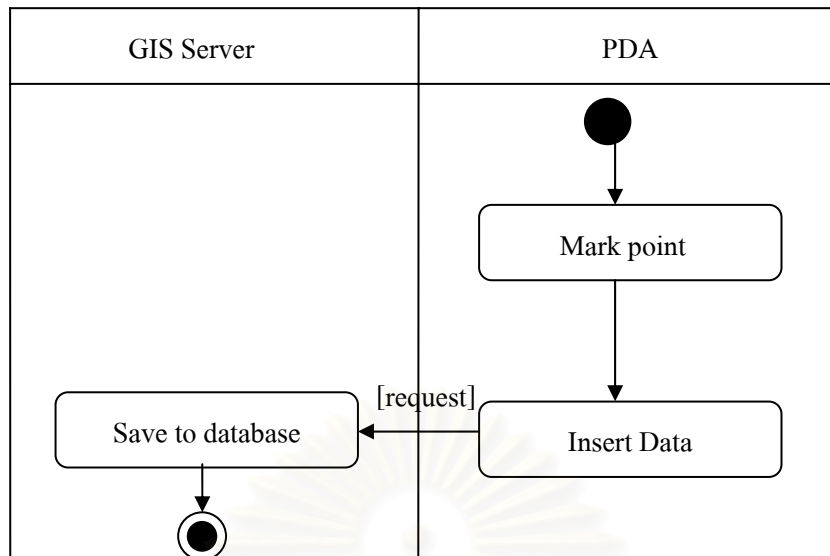 GIS Server
PDA
Mark point
[request]
Save to database
Insert Data